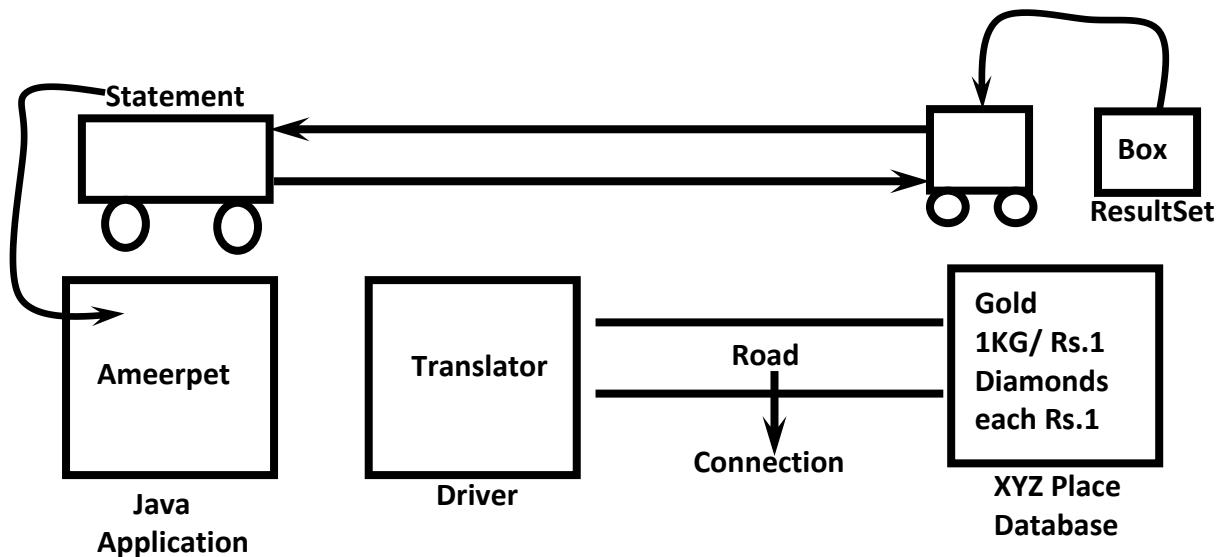 Statement
Box
ResultSet
Ameerpet
Java
Application
Translator
Driver
Road
Connection
Gold
1KG/ Rs.1
Diamonds
each Rs.1
XYZ Place
Database